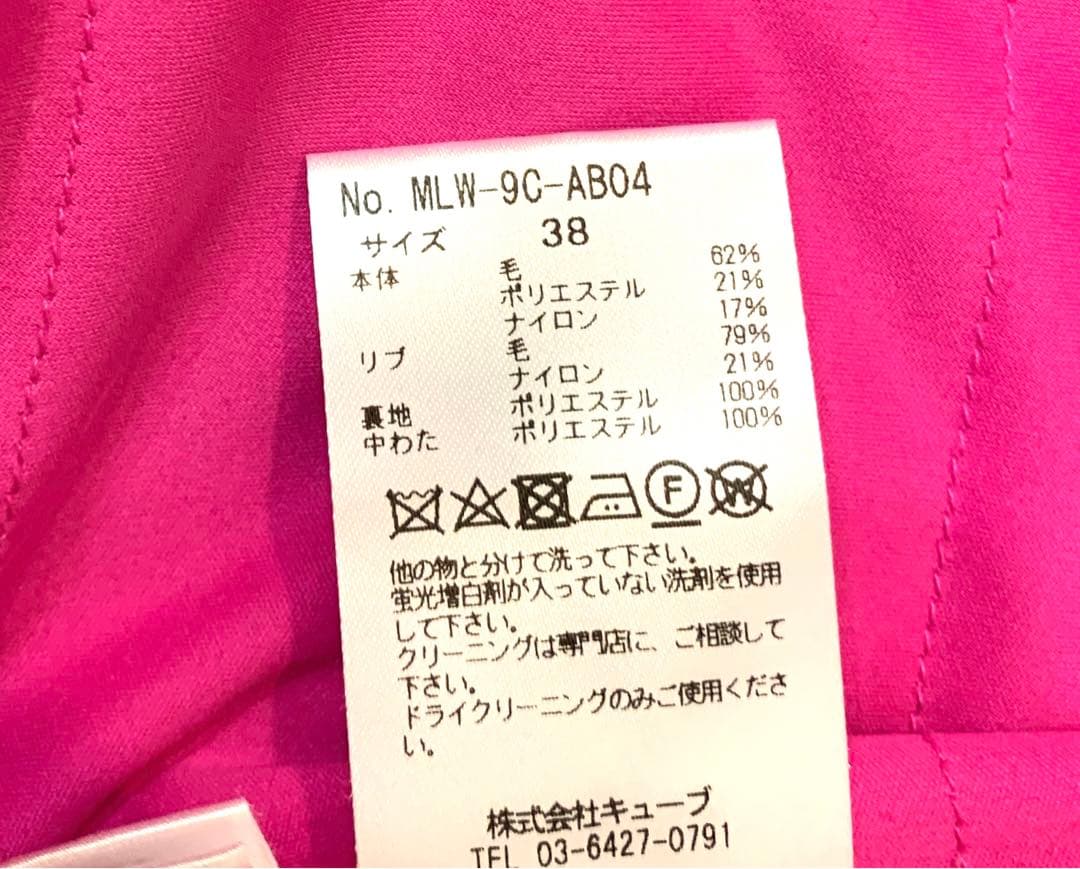 No. MLW-9C-AB04
サイズ 38
本体 毛 62%
ポリエステル 21%
ナイロン 17%
リブ 毛 79%
ナイロン 21%
裏地 ポリエステル 100%
中わた ポリエステル 100%
F W
他の物と分けて洗って下さい。
蛍光増白剤が入っていない洗剤を使用
して下さい。
クリーニングは専門店に、ご相談して
下さい。
ドライクリーニングのみご使用くださ
い。
株式会社キューブ
TEL 03-6427-0791